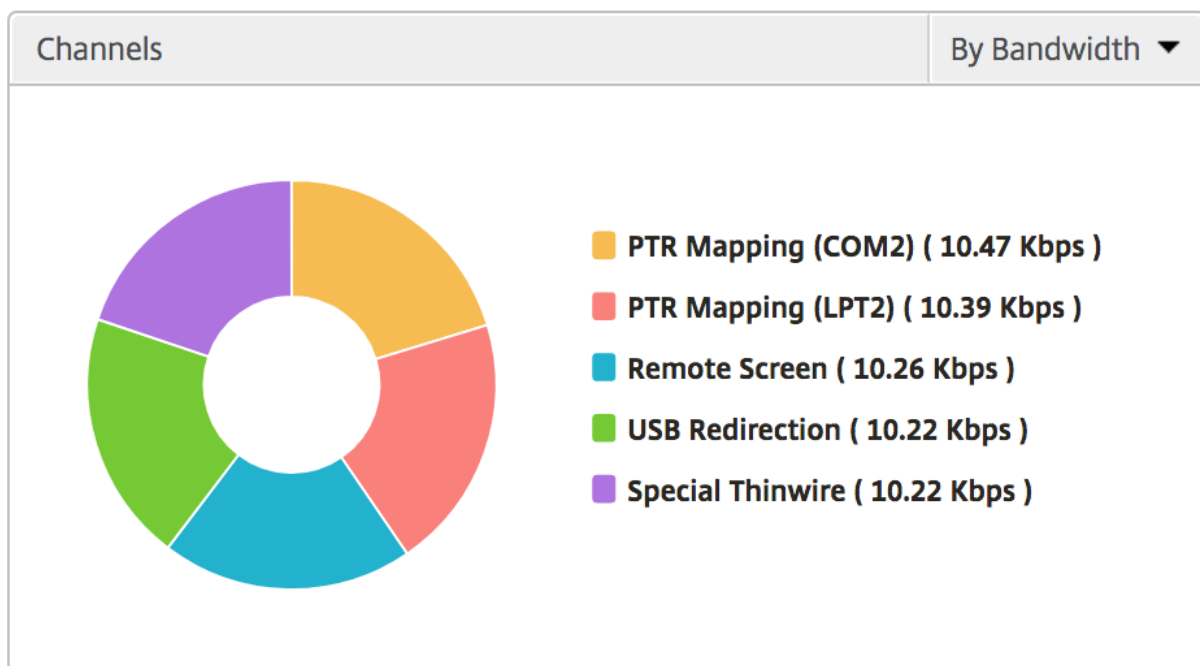 Channels
By Bandwidth
PTR Mapping (COM2) ( 10.47 Kbps )
PTR Mapping (LPT2) ( 10.39 Kbps )
Remote Screen ( 10.26 Kbps )
USB Redirection ( 10.22 Kbps )
Special Thinwire ( 10.22 Kbps )